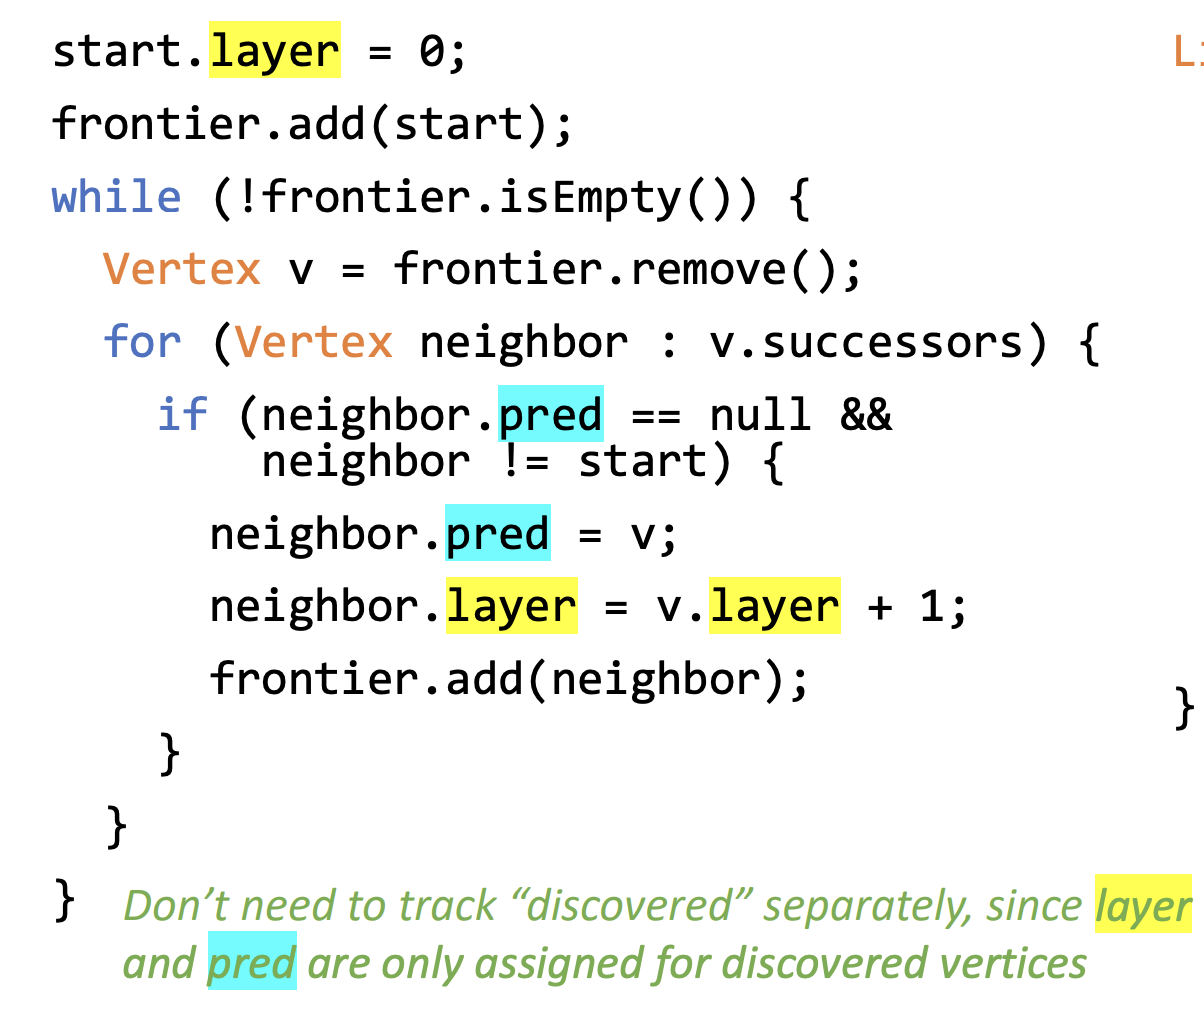 start.layer = 0;
frontier.add(start);
while (!frontier.isEmpty()) {
  Vertex v = frontier.remove();
  for (Vertex neighbor : v.successors) {
    if (neighbor.pred == null &&
        neighbor != start) {
      neighbor.pred = v;
      neighbor.layer = v.layer + 1;
      frontier.add(neighbor);
    }
  }
}
Don’t need to track “discovered” separately, since layer
and pred are only assigned for discovered vertices
}